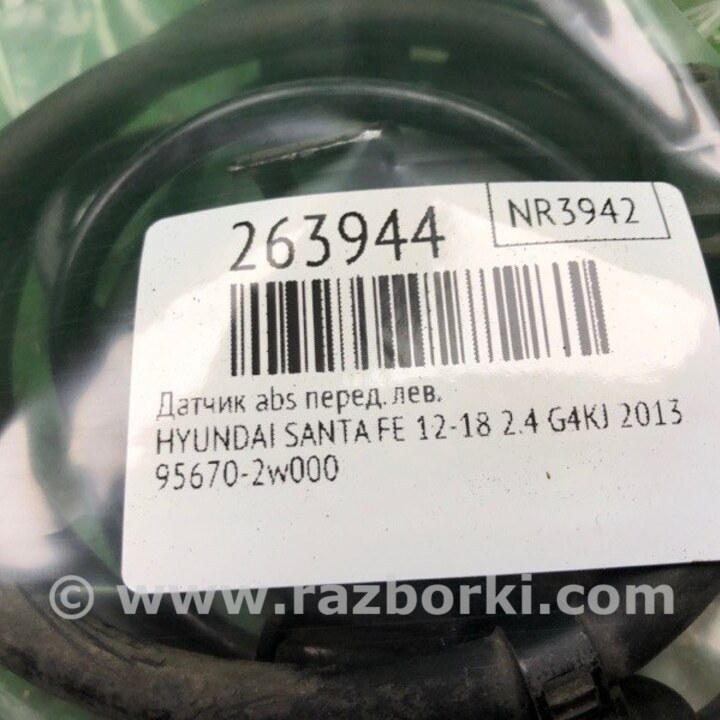 263944
NR3942
Датчик abs перед. лев.
HYUNDAI SANTA FE 12-18 2.4 G4KJ 2013
95670-2w000
© www.razborki.com